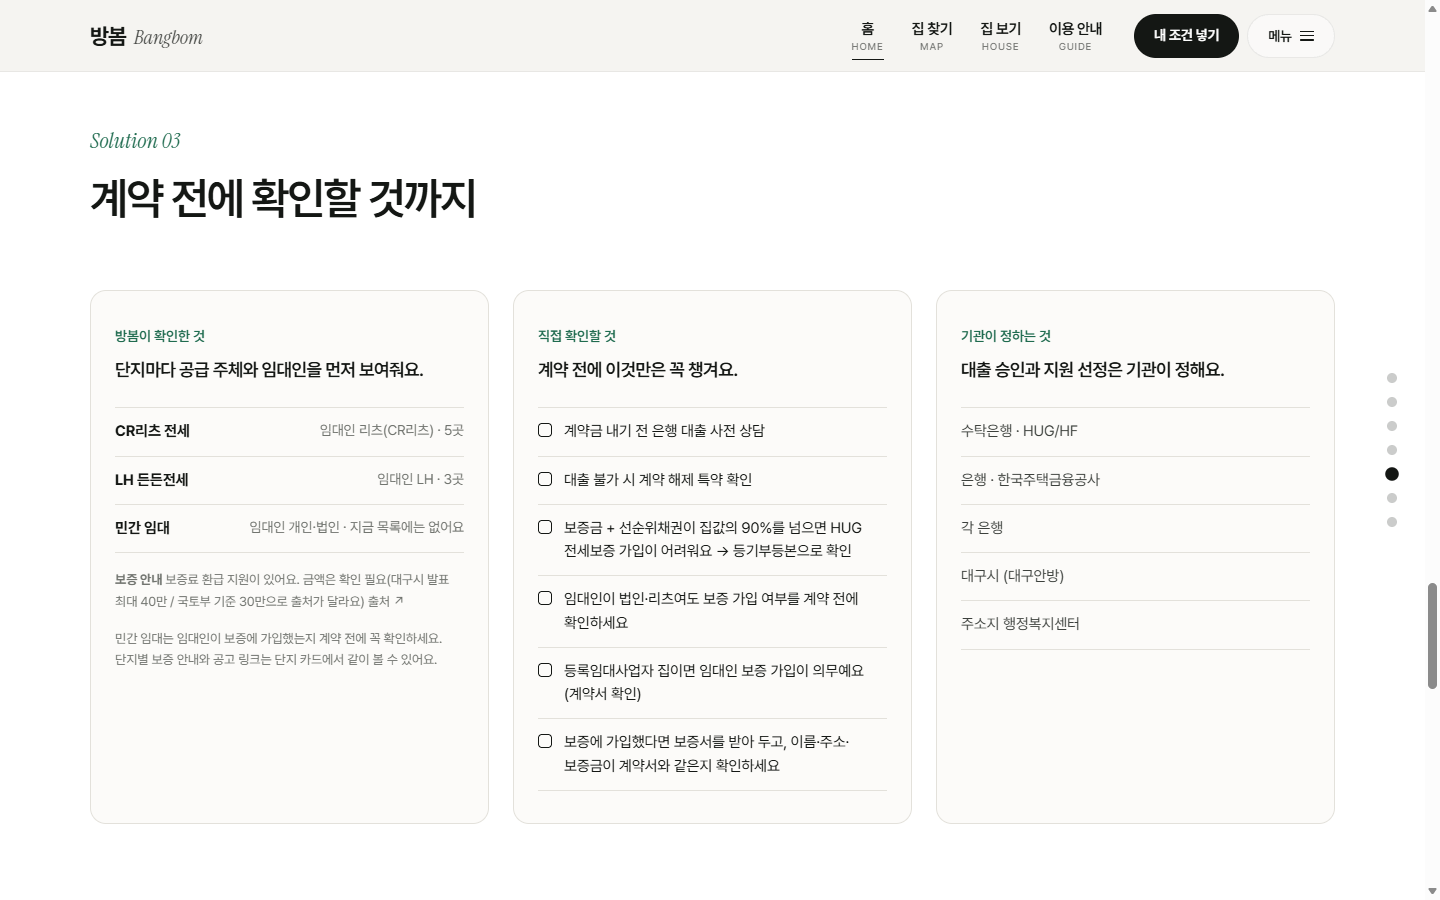 방봄 Bangbom
홈 집 찾기 집 보기 이용 안내
HOME MAP HOUSE GUIDE
내 조건 넣기
메뉴
Solution 03
계약 전에 확인할 것까지
방봄이 확인한 것
단지마다 공급 주체와 임대인을 먼저 보여줘요.
CR리츠 전세 임대인 리츠(CR리츠) · 5곳
LH 든든전세 임대인 LH · 3곳
민간 임대 임대인 개인·법인 · 지금 목록에는 없어요
보증 안내 보증료 환급 지원이 있어요. 금액은 확인 필요(대구시 발표
최대 40만 / 국토부 기준 30만으로 출처가 달라요) 출처 ↗
민간 임대는 임대인이 보증에 가입했는지 계약 전에 꼭 확인하세요.
단지별 보증 안내와 공고 링크는 단지 카드에서 같이 볼 수 있어요.
직접 확인할 것
계약 전에 이것만은 꼭 챙겨요.
계약금 내기 전 은행 대출 사전 상담
대출 불가 시 계약 해제 특약 확인
보증금 + 선순위채권이 집값의 90%를 넘으면 HUG
전세보증 가입이 어려워요 → 등기부등본으로 확인
임대인이 법인·리츠여도 보증 가입 여부를 계약 전에
확인하세요
등록임대사업자 집이면 임대인 보증 가입이 의무예요
(계약서 확인)
보증에 가입했다면 보증서를 받아 두고, 이름·주소·
보증금이 계약서와 같은지 확인하세요
기관이 정하는 것
대출 승인과 지원 선정은 기관이 정해요.
수탁은행 · HUG/HF
은행 · 한국주택금융공사
각 은행
대구시 (대구안방)
주소지 행정복지센터